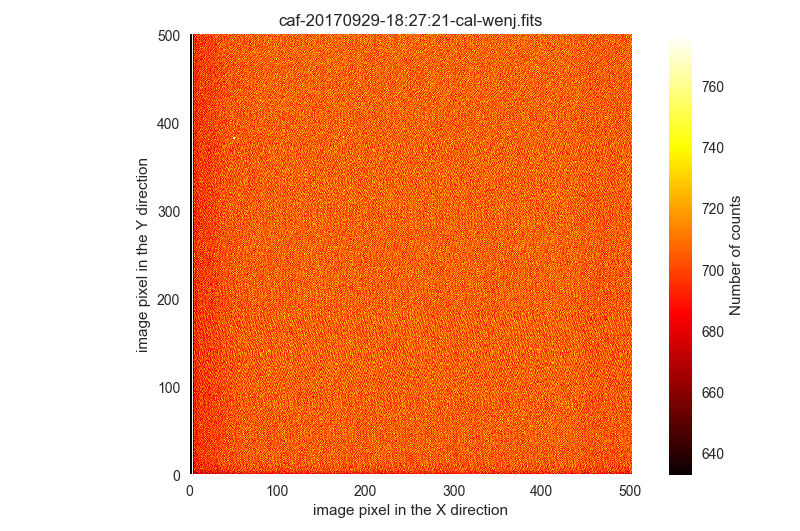 caf-20170929-18:27:21-cal-wenj.fits
500
400
300
200
100
0
image pixel in the Y direction
0 100 200 300 400 500
image pixel in the X direction
760
740
720
700
680
660
640
Number of counts